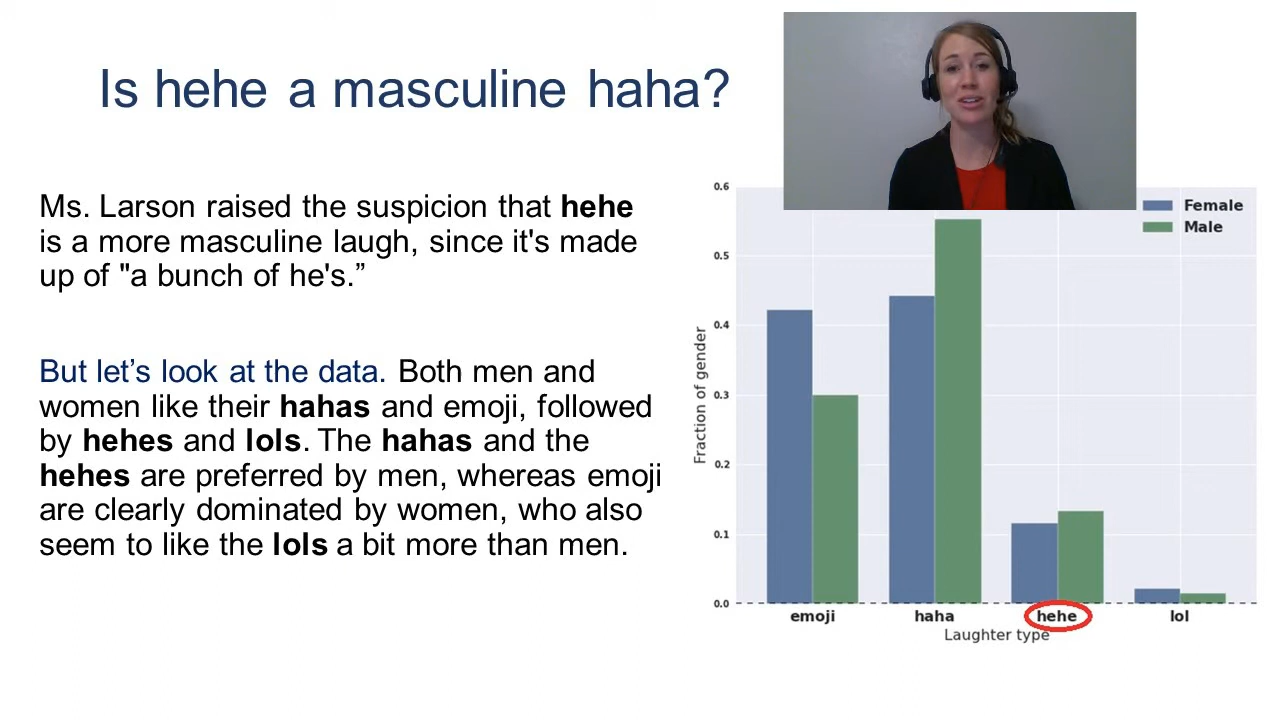 Is hehe a masculine haha?
Ms. Larson raised the suspicion that hehe
is a more masculine laugh, since it's made
up of "a bunch of he's.”
But let’s look at the data. Both men and
women like their hahas and emoji, followed
by hehes and lols. The hahas and the
hehes are preferred by men, whereas emoji
are clearly dominated by women, who also
seem to like the lols a bit more than men.
Female
Male
Fraction of gender
0.6
0.5
0.4
0.3
0.2
0.1
0.0
emoji haha hehe lol
Laughter type